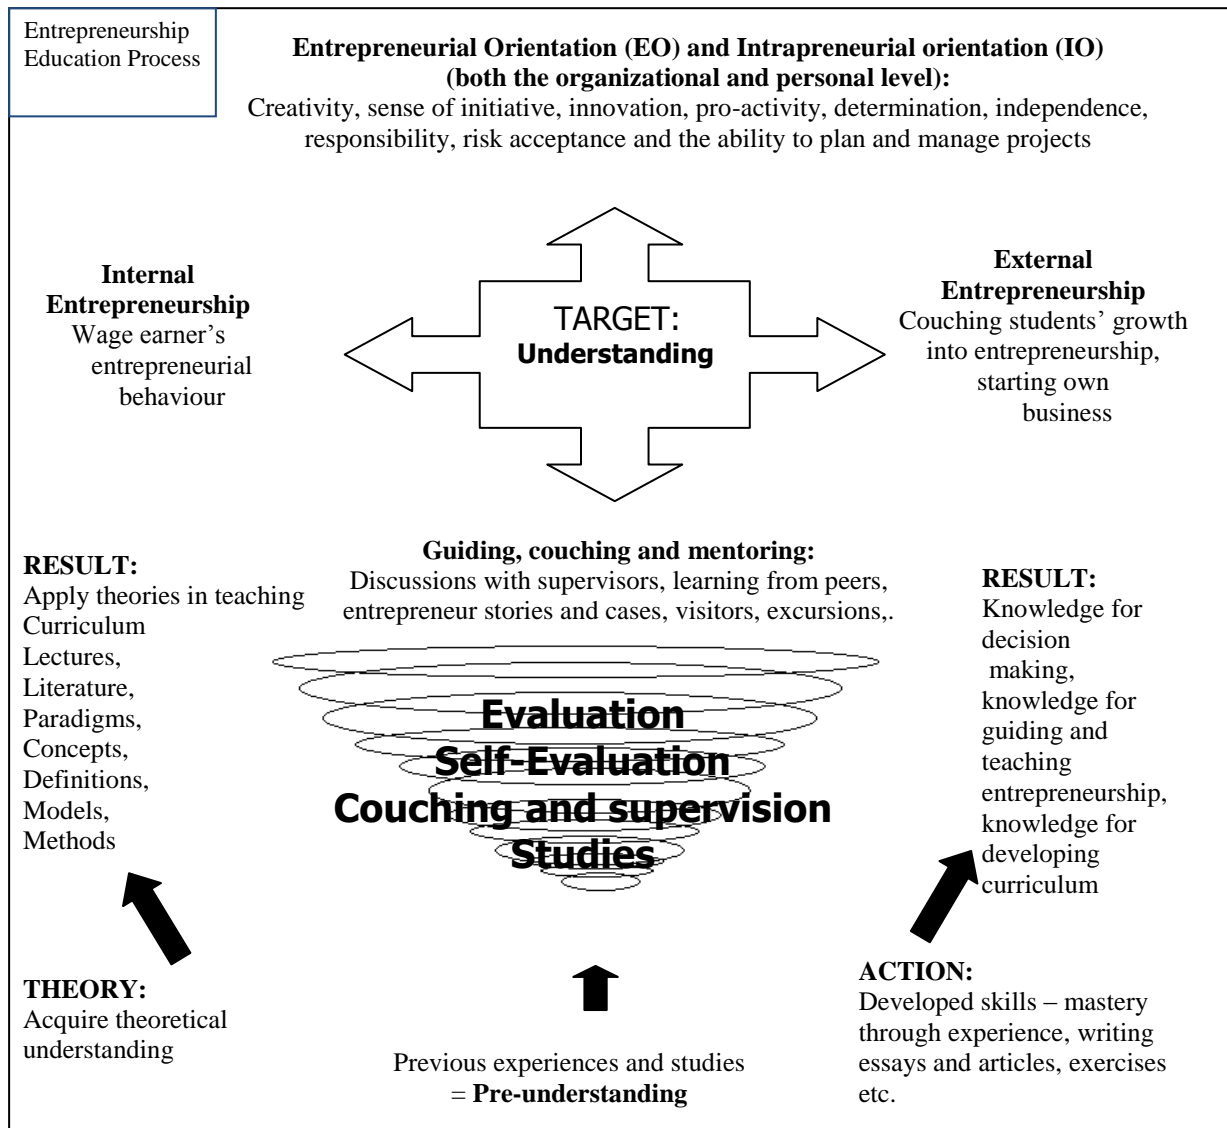 Entrepreneurship
Education Process
Entrepreneurial Orientation (EO) and Intrapreneurial orientation (IO)
(both the organizational and personal level):
Creativity, sense of initiative, innovation, pro-activity, determination, independence,
responsibility, risk acceptance and the ability to plan and manage projects
Internal
Entrepreneurship
Wage earner’s
entrepreneurial
behaviour
TARGET:
Understanding
External
Entrepreneurship
Couching students’ growth
into entrepreneurship,
starting own
business
RESULT:
Apply theories in teaching
Curriculum
Lectures,
Literature,
Paradigms,
Concepts,
Definitions,
Models,
Methods
Guiding, couching and mentoring:
Discussions with supervisors, learning from peers,
entrepreneur stories and cases, visitors, excursions,.
Evaluation
Self-Evaluation
Couching and supervision
Studies
RESULT:
Knowledge for
decision
making,
knowledge for
guiding and
teaching
entrepreneurship,
knowledge for
developing
curriculum
THEORY:
Acquire theoretical
understanding
Previous experiences and studies
= Pre-understanding
ACTION:
Developed skills – mastery
through experience, writing
essays and articles, exercises
etc.